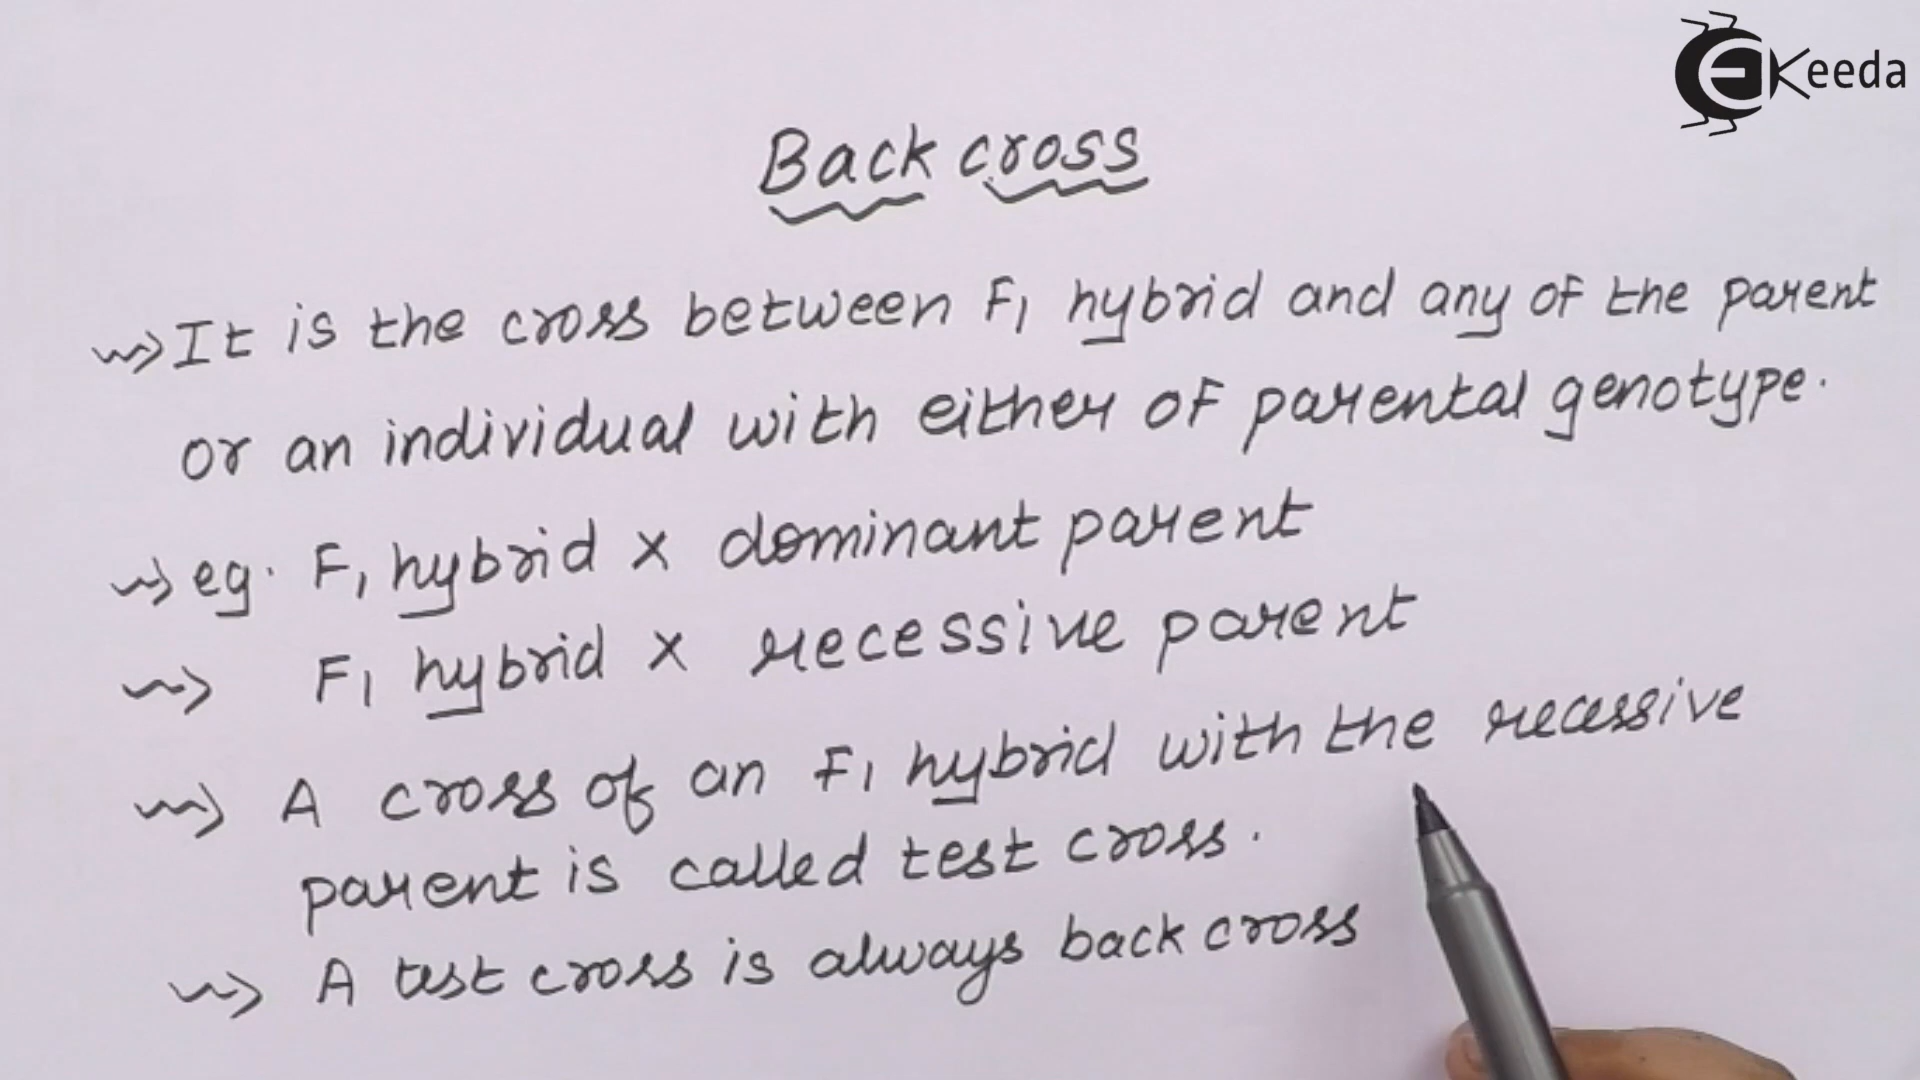 EKeeda
Back cross
It is the cross between F1 hybrid and any of the parent
or an individual with either of parental genotype.
eg. F1 hybrid x dominant parent
F1 hybrid x recessive parent
A cross of an F1 hybrid with the recessive
parent is called test cross.
A test cross is always back cross